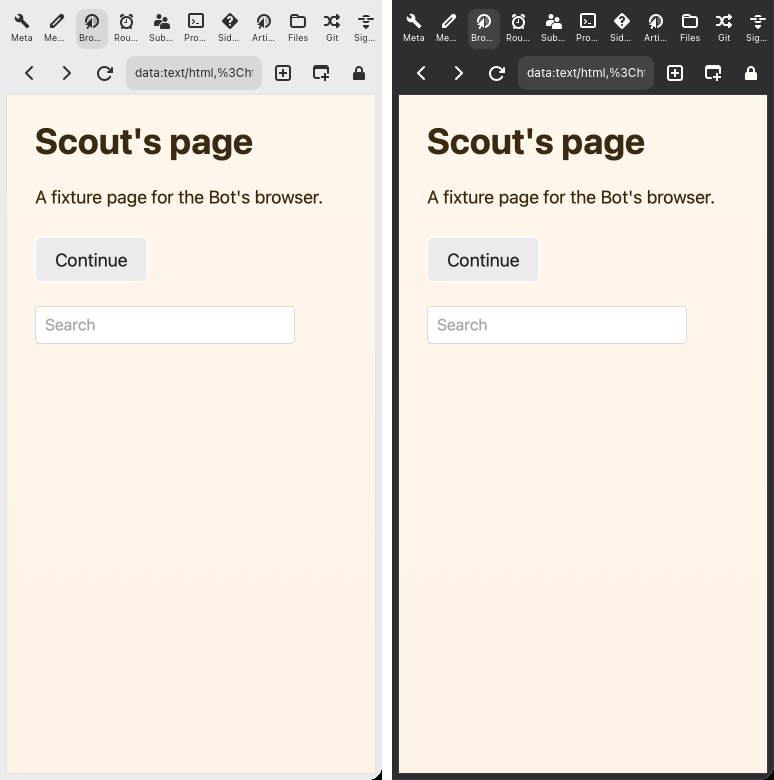 Meta Me... Bro... Rou... Sub... Pro... Sid... Arti... Files Git Sig...
data:text/html,%3Cht
Scout's page
A fixture page for the Bot's browser.
Continue
Search
Meta Me... Bro... Rou... Sub... Pro... Sid... Arti... Files Git Sig...
data:text/html,%3Cht
Scout's page
A fixture page for the Bot's browser.
Continue
Search